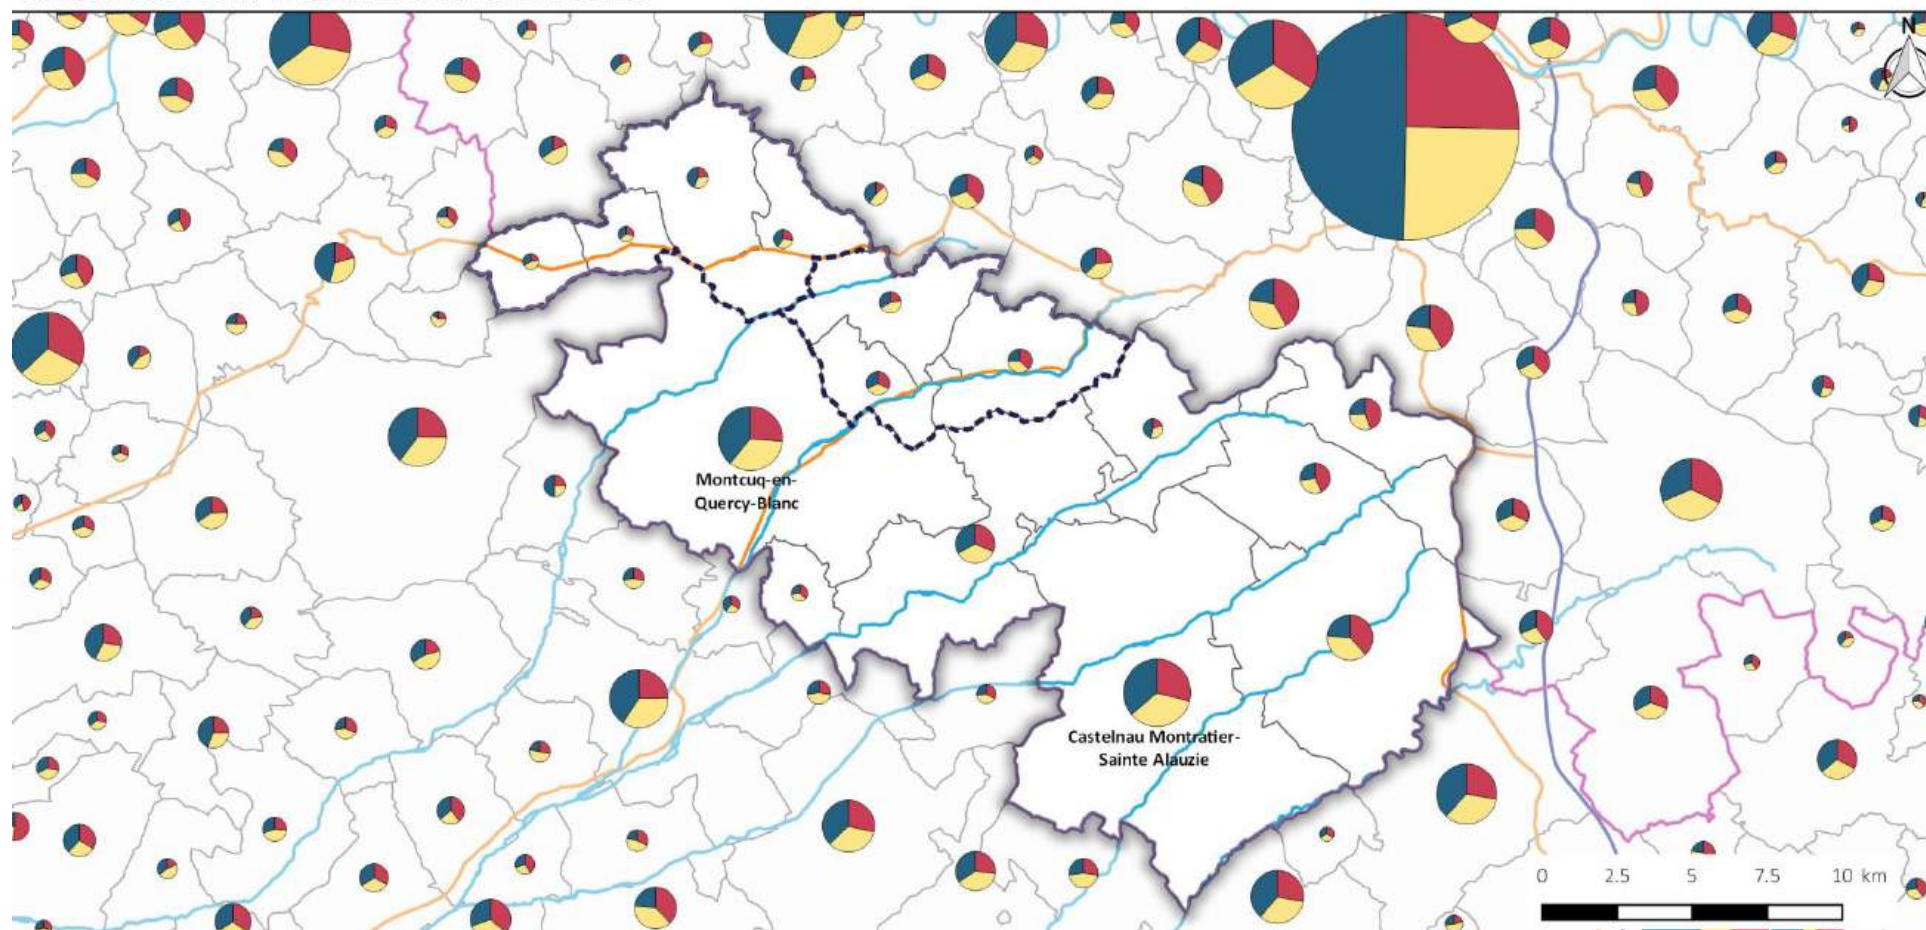 N
Montcuq-en-
Quercy-Blanc
Castelnau Montratier-
Sainte Alauzie
0 2.5 5 7.5 10 km